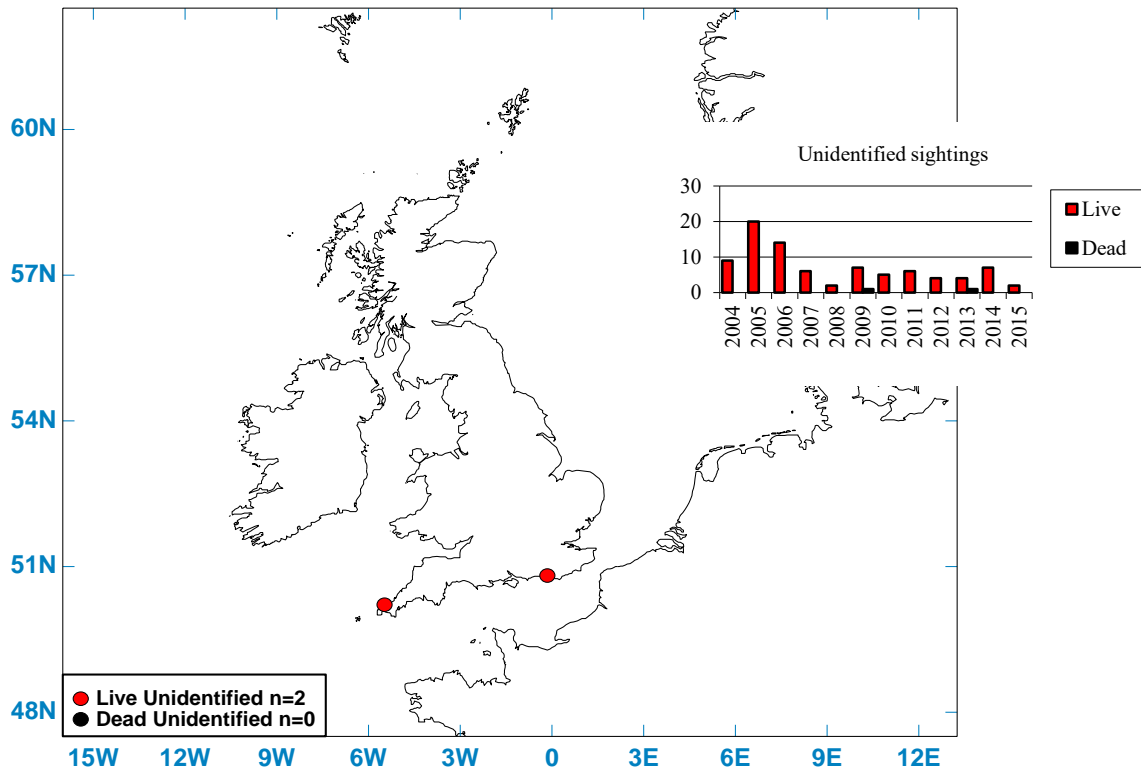 60N
57N
54N
51N
48N
15W 12W 9W 6W 3W 0 3E 6E 9E 12E
Unidentified sightings
30
20
10
0
2004 2005 2006 2007 2008 2009 2010 2011 2012 2013 2014 2015
Live
Dead
Live Unidentified n=2
Dead Unidentified n=0